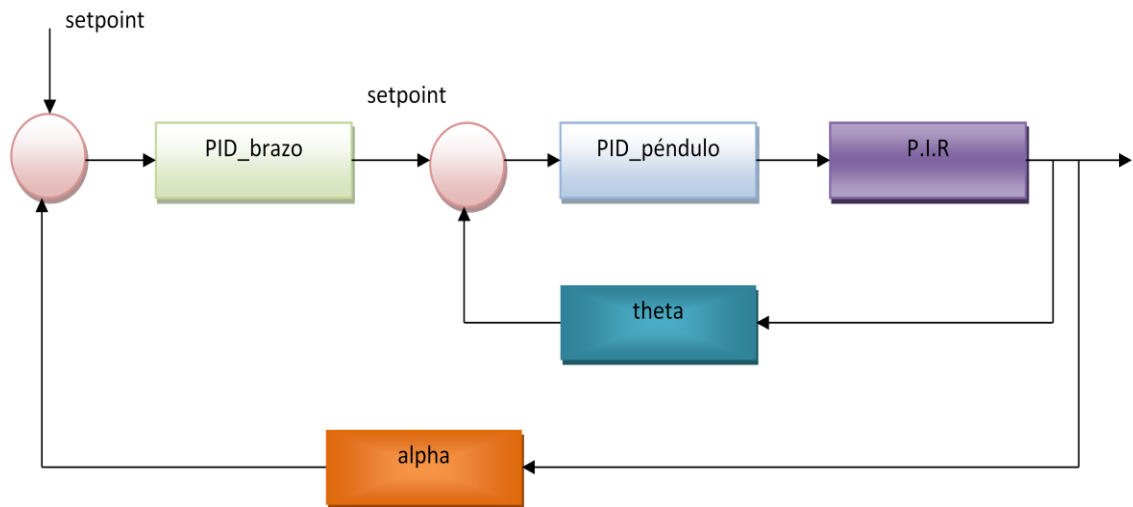 setpoint
setpoint
PID_brazo
PID_péndulo
P.I.R
theta
alpha